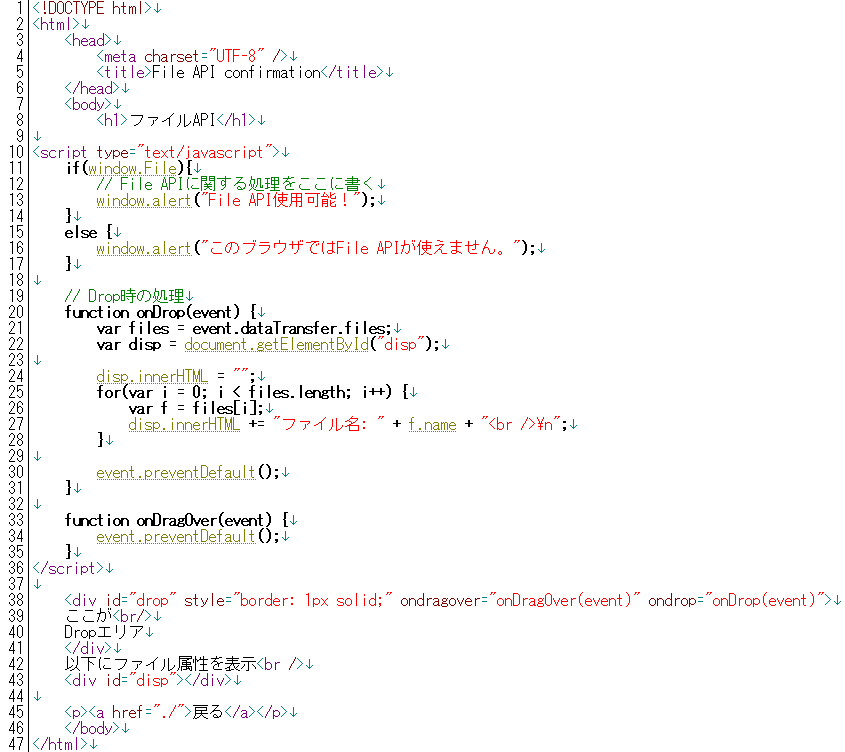 1 <!DOCTYPE html>↓
2 <html>↓
3     <head>↓
4         <meta charset="UTF-8" />↓
5         <title>File API confirmation</title>↓
6     </head>↓
7     <body>↓
8         <h1>ファイルAPI</h1>↓
9 ↓
10 <script type="text/javascript">↓
11     if(window.File){↓
12         // File APIに関する処理をここに書く↓
13         window.alert("File API使用可能！");↓
14     }↓
15     else {↓
16         window.alert("このブラウザではFile APIが使えません。");↓
17     }↓
18 ↓
19     // Drop時の処理↓
20     function onDrop(event) {↓
21         var files = event.dataTransfer.files;↓
22         var disp = document.getElementById("disp");↓
23 ↓
24         disp.innerHTML = "";↓
25         for(var i = 0; i < files.length; i++) {↓
26             var f = files[i];↓
27             disp.innerHTML += "ファイル名: " + f.name + "<br />¥n";↓
28         }↓
29 ↓
30         event.preventDefault();↓
31     }↓
32 ↓
33     function onDragOver(event) {↓
34         event.preventDefault();↓
35     }↓
36 </script>↓
37 ↓
38     <div id="drop" style="border: 1px solid;" ondragover="onDragOver(event)" ondrop="onDrop(event)">↓
39     ここが<br/>↓
40     Dropエリア↓
41     </div>↓
42     以下にファイル属性を表示<br />↓
43     <div id="disp"></div>↓
44 ↓
45     <p><a href="./">戻る</a></p>↓
46     </body>↓
47 </html>↓